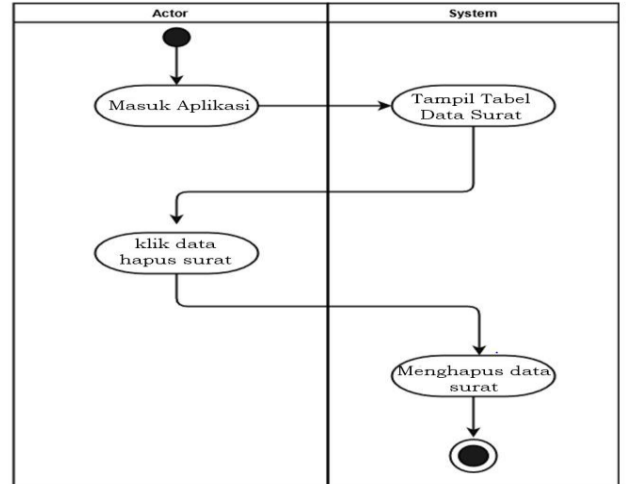 Actor
System
Masuk Aplikasi
Tampil Tabel
Data Surat
klik data
hapus surat
Menghapus data
surat